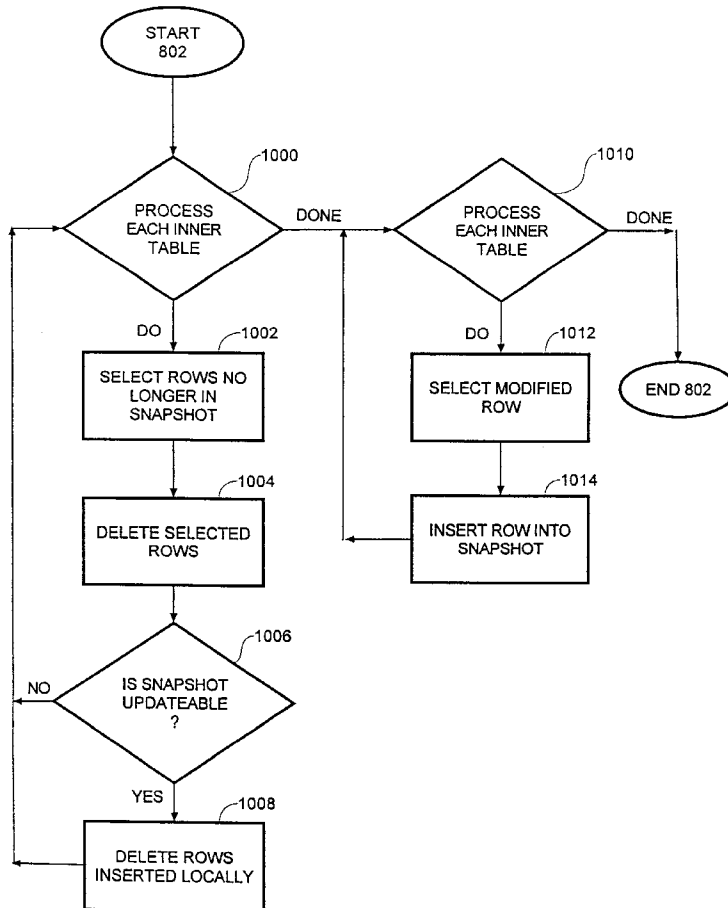 START
802
1000
PROCESS
EACH INNER
TABLE
DONE
DO
1002
SELECT ROWS NO
LONGER IN
SNAPSHOT
1004
DELETE SELECTED
ROWS
1006
IS SNAPSHOT
UPDATEABLE
?
NO
YES
1008
DELETE ROWS
INSERTED LOCALLY
1010
PROCESS
EACH INNER
TABLE
DONE
DO
1012
SELECT MODIFIED
ROW
1014
INSERT ROW INTO
SNAPSHOT
END 802